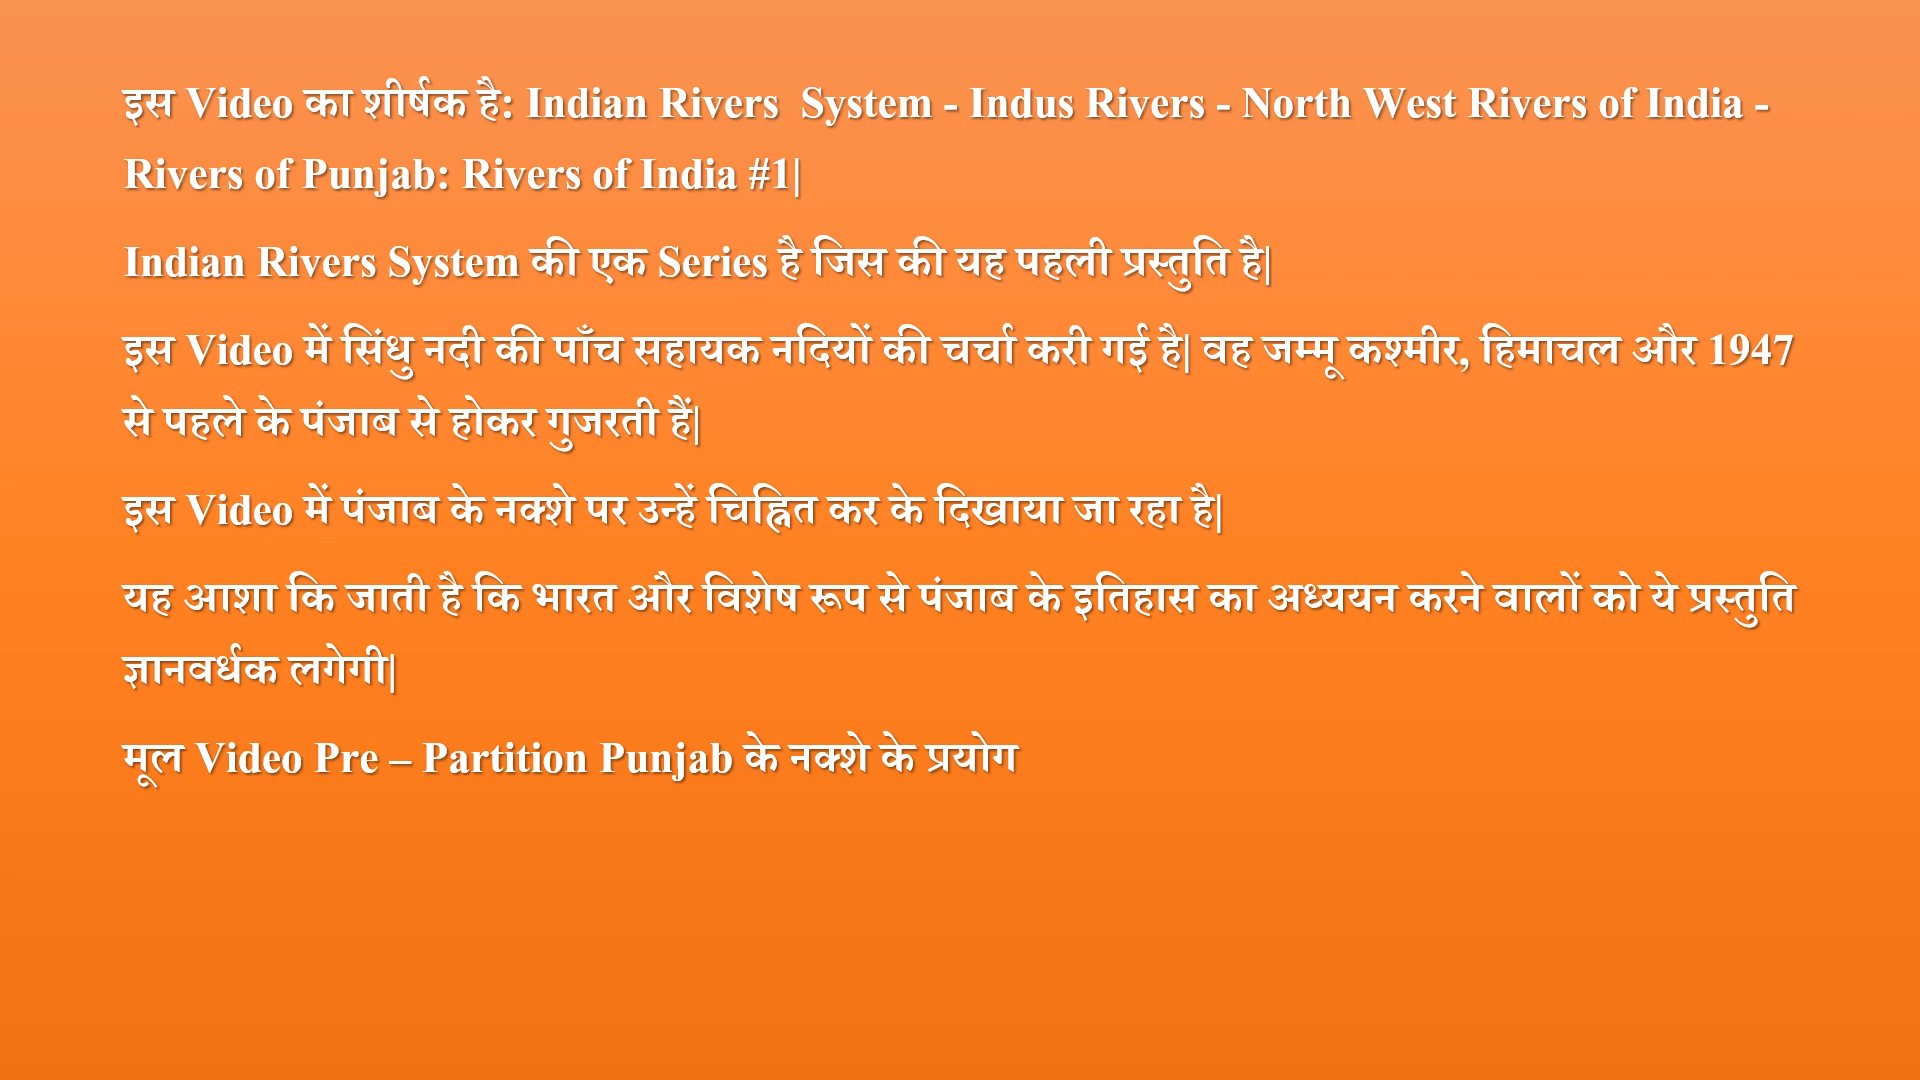 इस Video का शीर्षक है: Indian Rivers  System - Indus Rivers - North West Rivers of India -
Rivers of Punjab: Rivers of India #1|
Indian Rivers System की एक Series है जिस की यह पहली प्रस्तुति है|
इस Video में सिंधु नदी की पाँच सहायक नदियों की चर्चा करी गई है| वह जम्मू कश्मीर, हिमाचल और 1947
से पहले के पंजाब से होकर गुजरती हैं|
इस Video में पंजाब के नक्शे पर उन्हें चिह्नित कर के दिखाया जा रहा है|
यह आशा कि जाती है कि भारत और विशेष रूप से पंजाब के इतिहास का अध्ययन करने वालों को ये प्रस्तुति
ज्ञानवर्धक लगेगी|
मूल Video Pre – Partition Punjab के नक्शे के प्रयोग